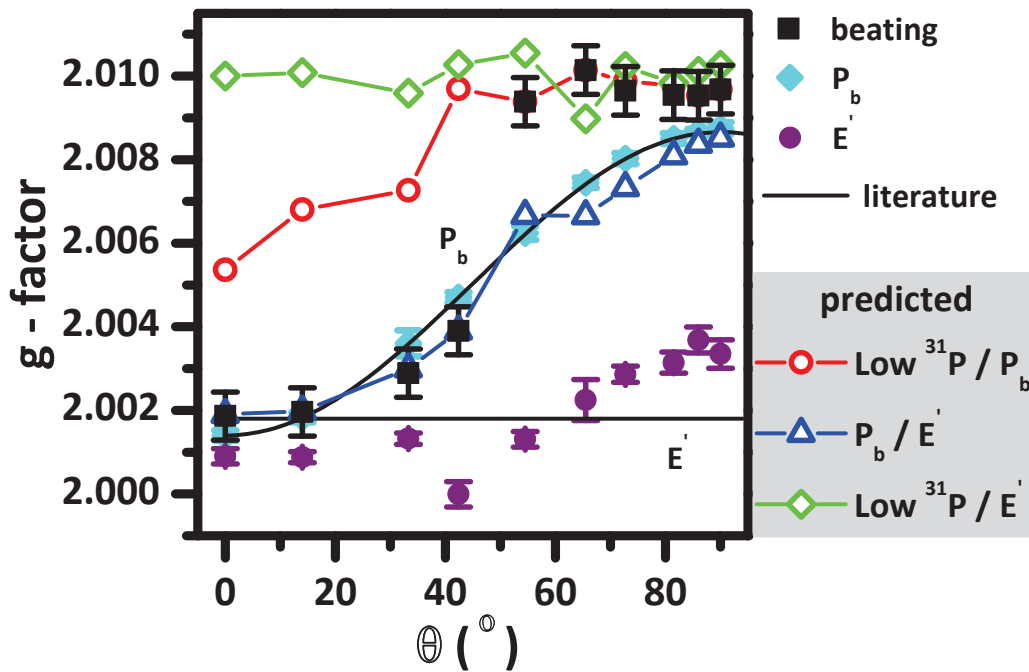 2.010
2.008
2.006
2.004
2.002
2.000
g - factor
0 20 40 60 80
Θ ( ° )
P_b
E'
beating
P_b
E'
literature
predicted
Low ³¹P / P_b
P_b / E'
Low ³¹P / E'